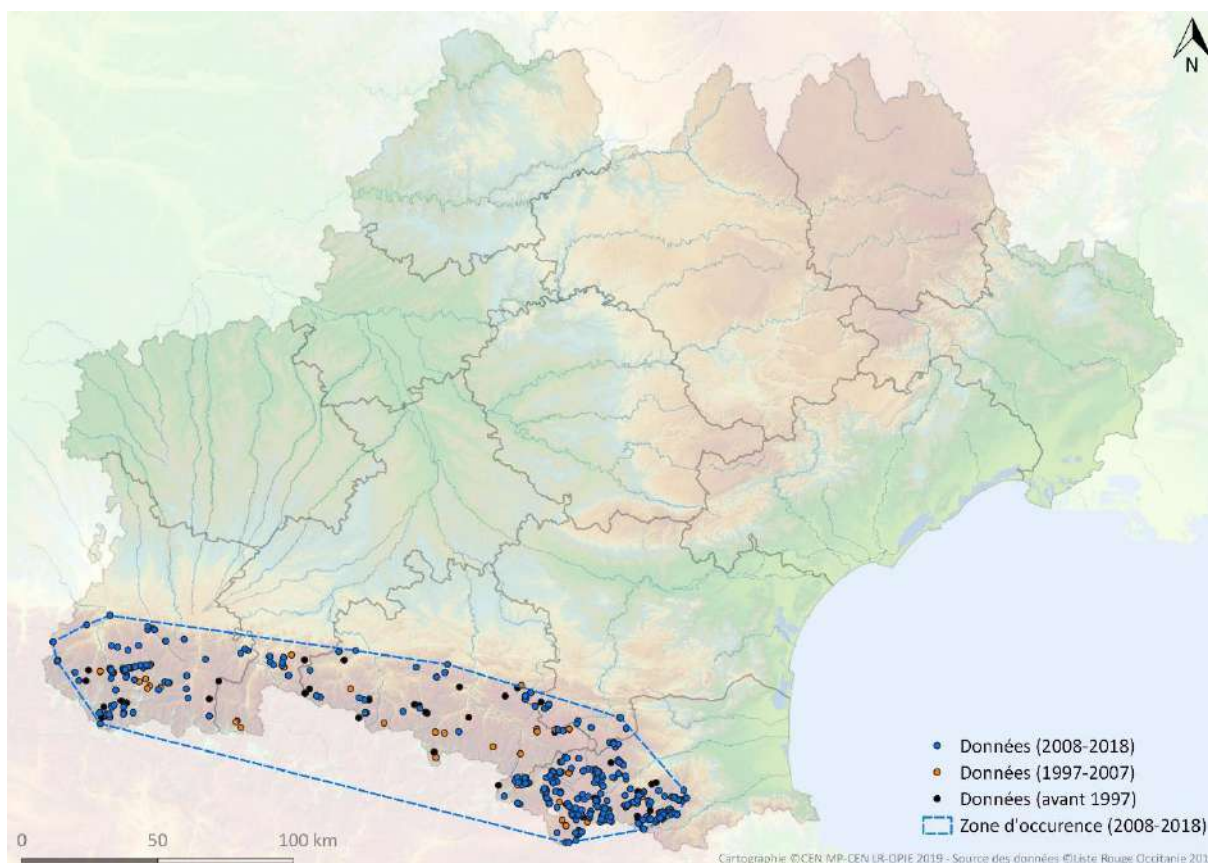 N
Données (2008-2018)
Données (1997-2007)
Données (avant 1997)
Zone d'occurence (2008-2018)
0 50 100 km
Cartographie ©CEN MP-CEN LR-OPIE 2019 - Source des données ©Liste Rouge Occitanie 201